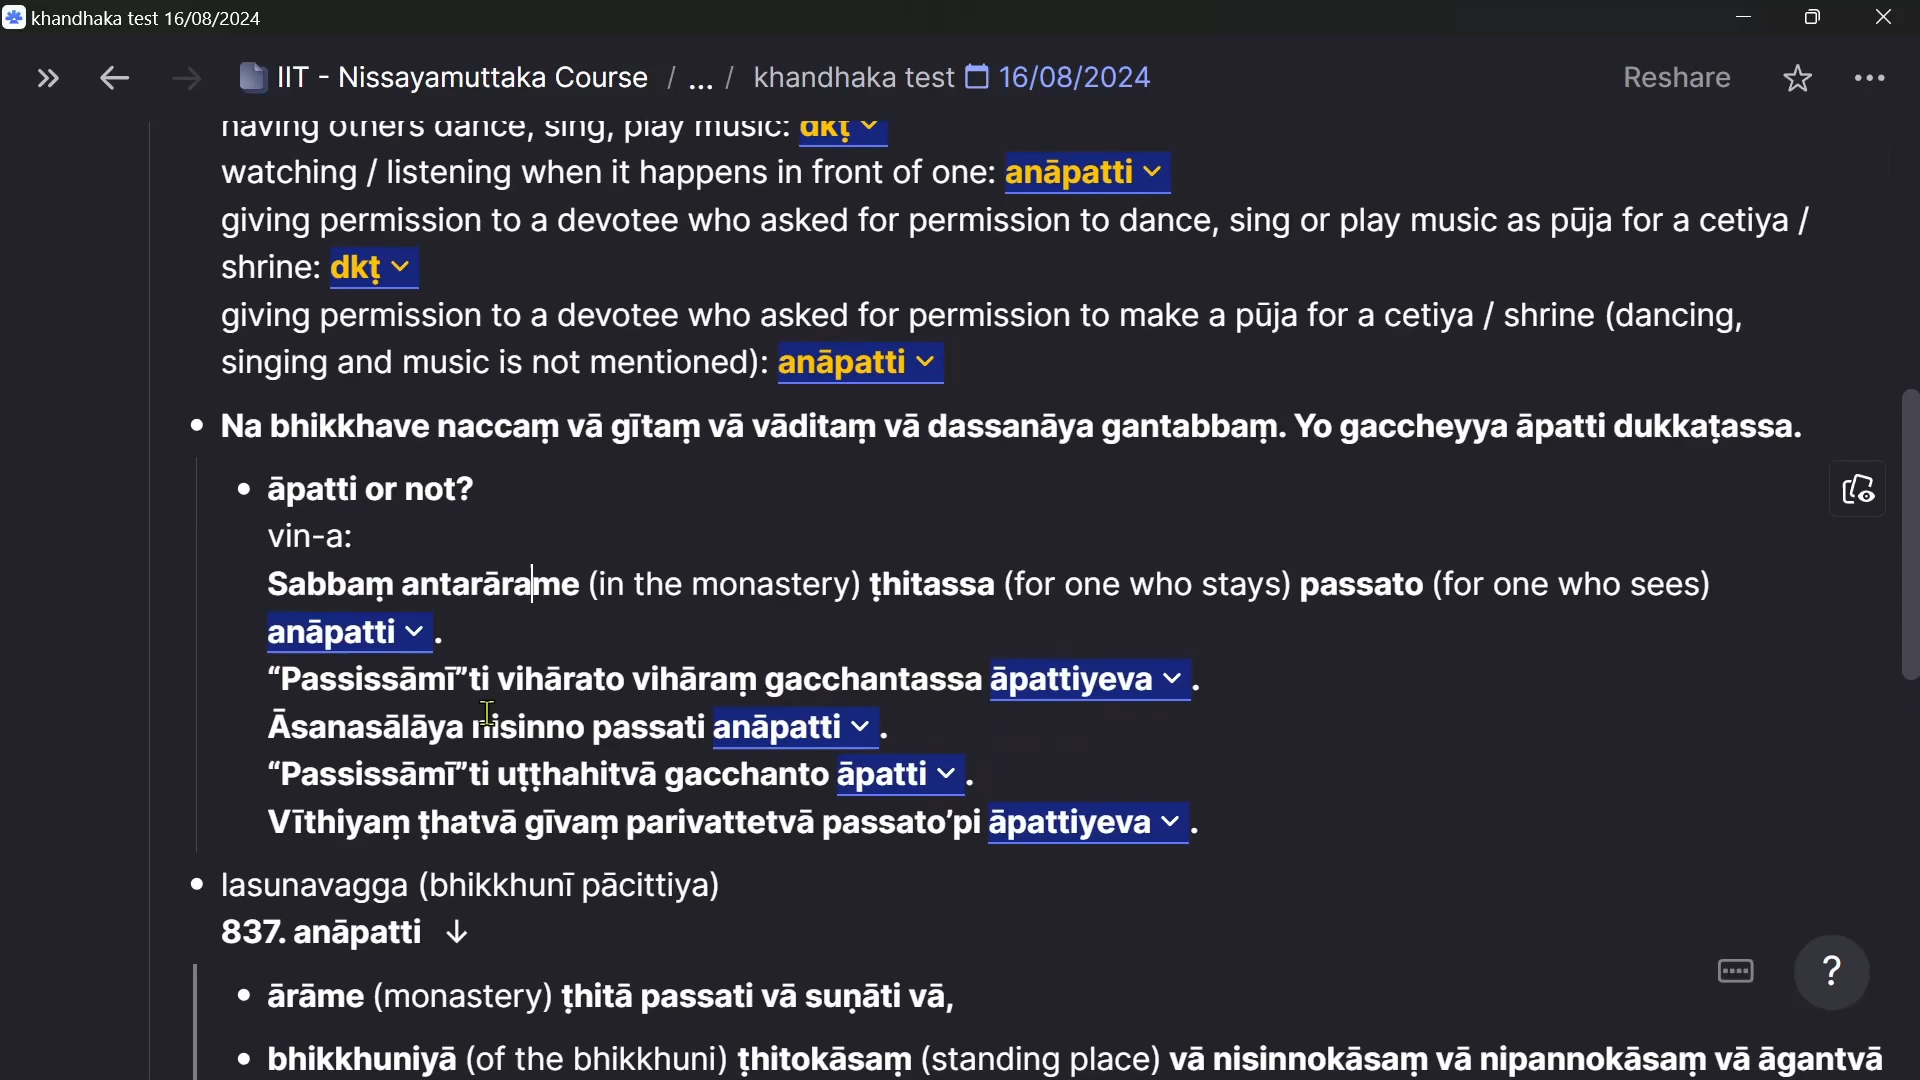 khandhaka test 16/08/2024
IIT - Nissayamuttaka Course / ... / khandhaka test 16/08/2024
Reshare
having others dance, sing, play music: dkṭ
watching / listening when it happens in front of one: anāpatti
giving permission to a devotee who asked for permission to dance, sing or play music as pūja for a cetiya /
shrine: dkṭ
giving permission to a devotee who asked for permission to make a pūja for a cetiya / shrine (dancing,
singing and music is not mentioned): anāpatti
• Na bhikkhave naccaṃ vā gītaṃ vā vāditaṃ vā dassanāya gantabbaṃ. Yo gaccheyya āpatti dukkaṭassa.
• āpatti or not?
vin-a:
Sabbaṃ antarārame (in the monastery) ṭhitassa (for one who stays) passato (for one who sees)
anāpatti.
“Passissāmī”ti vihārato vihāraṃ gacchantassa āpattiyeva.
Āsanasālāya nisinno passati anāpatti.
“Passissāmī”ti uṭṭhahitvā gacchanto āpatti.
Vīthiyaṃ ṭhatvā gīvaṃ parivattetvā passato’pi āpattiyeva.
• lasunavagga (bhikkhunī pācittiya)
837. anāpatti ↓
• ārāme (monastery) ṭhitā passati vā suṇāti vā,
• bhikkhuniyā (of the bhikkhuni) ṭhitokāsaṃ (standing place) vā nisinnokāsaṃ vā nipannokāsaṃ vā āgantvā
?